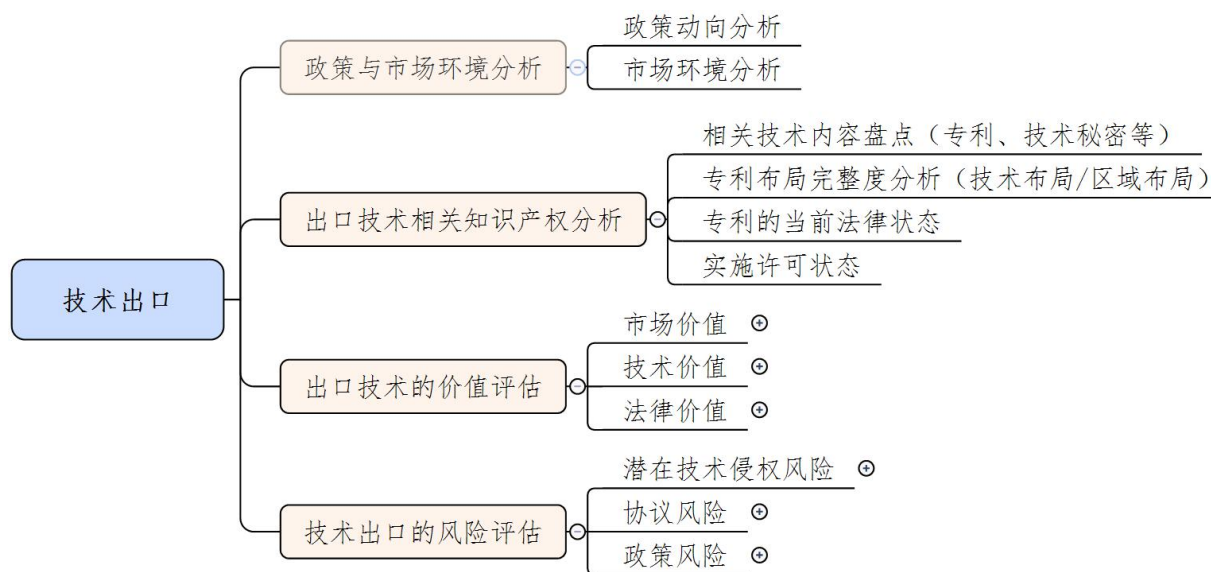 技术出口
政策与市场环境分析
政策动向分析
市场环境分析
出口技术相关知识产权分析
相关技术内容盘点（专利、技术秘密等）
专利布局完整度分析（技术布局/区域布局）
专利的当前法律状态
实施许可状态
出口技术的价值评估
市场价值
技术价值
法律价值
技术出口的风险评估
潜在技术侵权风险
协议风险
政策风险